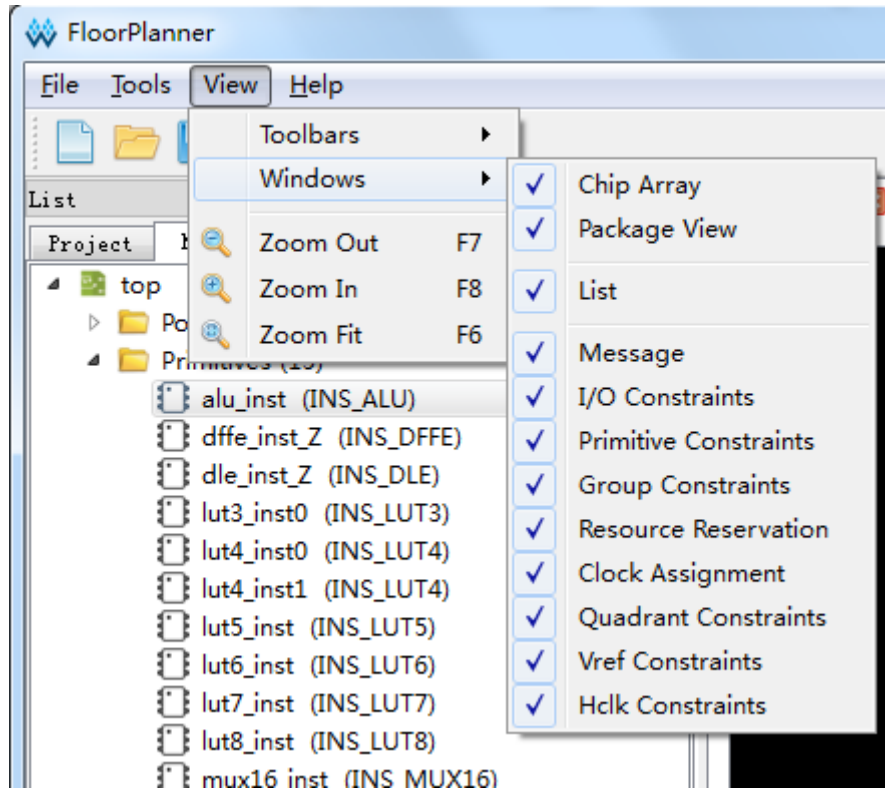 FloorPlanner
File Tools View Help
Toolbars
Windows
Zoom Out F7
Zoom In F8
Zoom Fit F6
Chip Array
Package View
List
Message
I/O Constraints
Primitive Constraints
Group Constraints
Resource Reservation
Clock Assignment
Quadrant Constraints
Vref Constraints
Hclk Constraints
List
Project
top
Primitives (15)
alu_inst (INS_ALU)
dffe_inst_Z (INS_DFFE)
dle_inst_Z (INS_DLE)
lut3_inst0 (INS_LUT3)
lut4_inst0 (INS_LUT4)
lut4_inst1 (INS_LUT4)
lut5_inst (INS_LUT5)
lut6_inst (INS_LUT6)
lut7_inst (INS_LUT7)
lut8_inst (INS_LUT8)
mux16_inst (INS_MUX16)